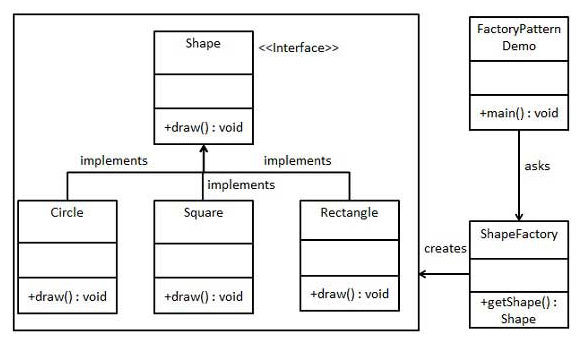 Shape
<<Interface>>
+draw() : void
FactoryPattern
Demo
+main() : void
implements
implements
implements
asks
Circle
+draw() : void
Square
+draw() : void
Rectangle
+draw() : void
creates
ShapeFactory
+getShape() :
Shape